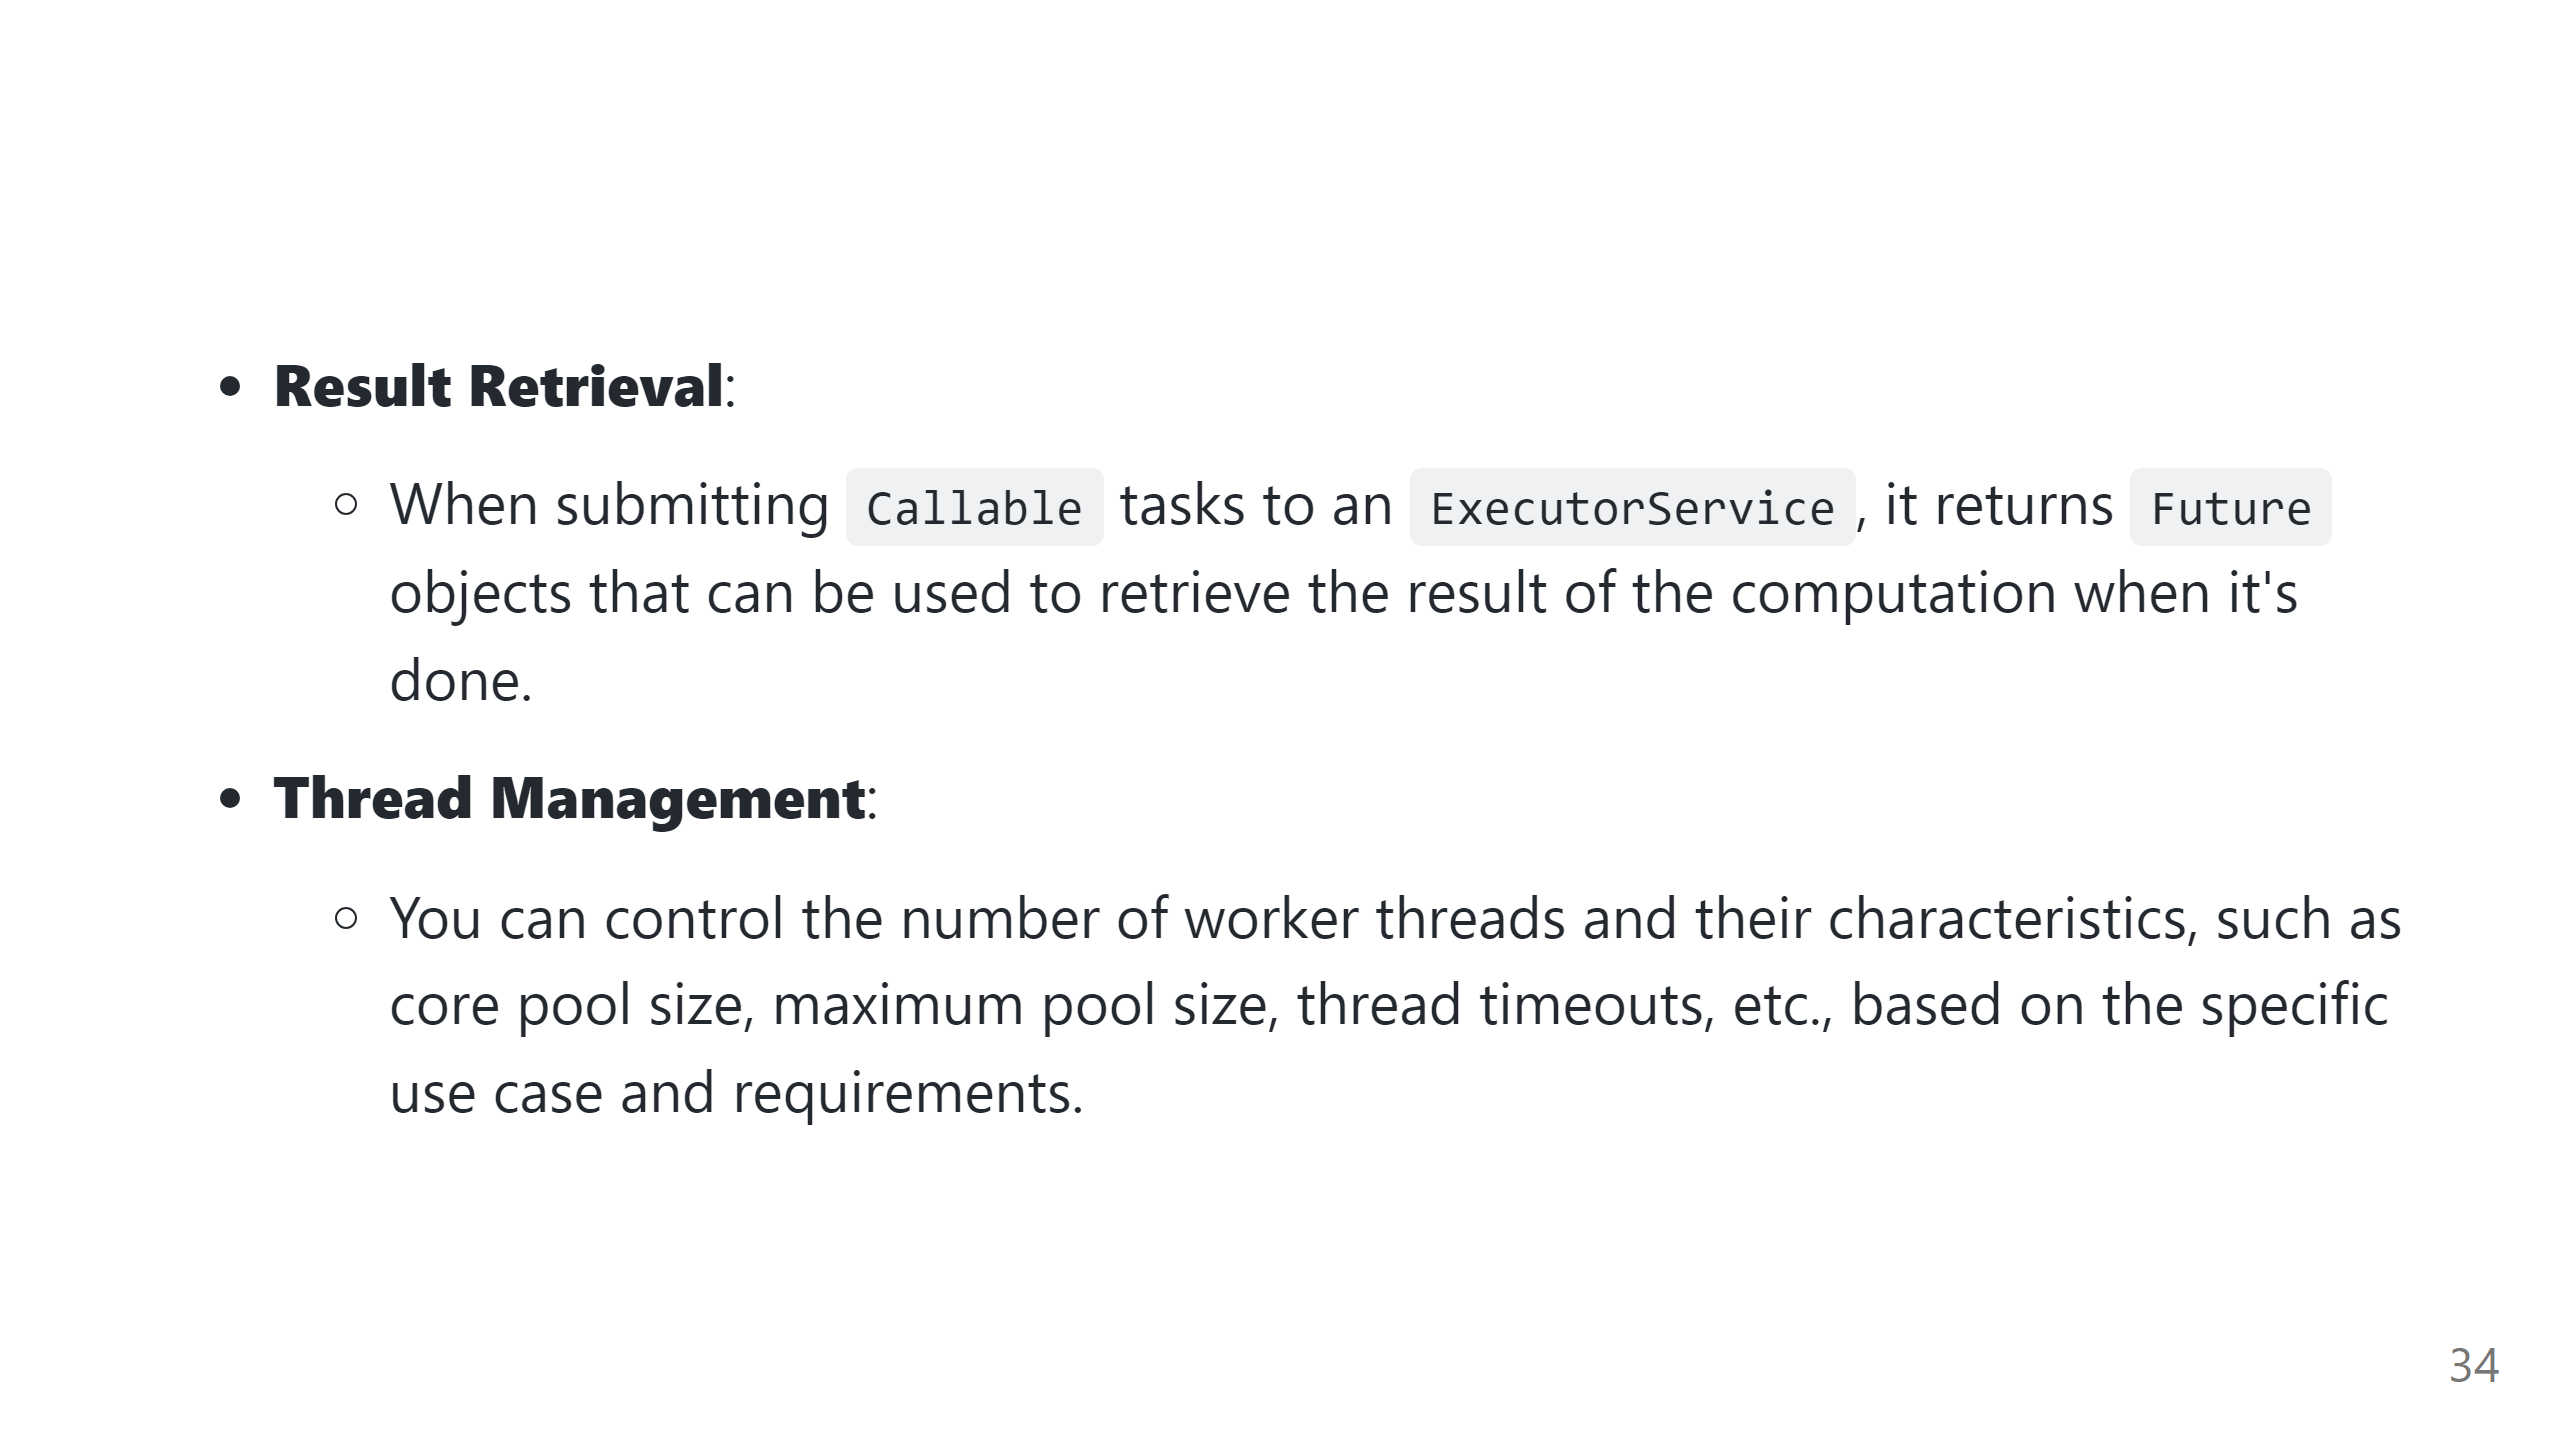 Result Retrieval:
When submitting Callable tasks to an ExecutorService, it returns Future
objects that can be used to retrieve the result of the computation when it's
done.
Thread Management:
You can control the number of worker threads and their characteristics, such as
core pool size, maximum pool size, thread timeouts, etc., based on the specific
use case and requirements.
34